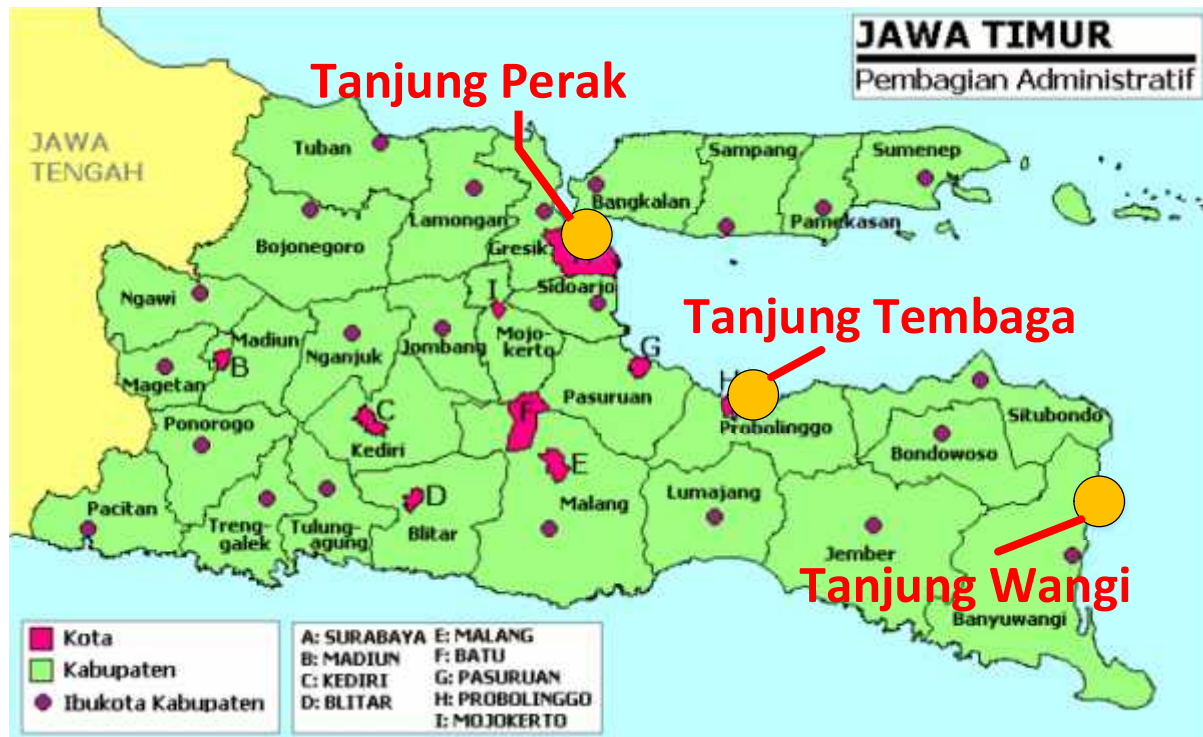 JAWA TIMUR
Pembagian Administratif
Tanjung Perak
JAWA
TENGAH
Tuban
Sampang
Sumenep
Bangkalan
Lamongan
Pamekasan
Bojonegoro
Gresik
Sidoarjo
Ngawi
I
Tanjung Tembaga
Madiun
Nganjuk
Jombang
Mojo-
kerto
G
Magetan
B
Pasuruan
H
Ponorogo
C
F
Probolinggo
Situbondo
Kediri
Bondowoso
E
Pacitan
D
Malang
Lumajang
Treng-
galek
Tulung-
agung
Blitar
Jember
Tanjung Wangi
Banyuwangi
Kota
Kabupaten
Ibukota Kabupaten
A: SURABAYA
B: MADIUN
C: KEDIRI
D: BLITAR
E: MALANG
F: BATU
G: PASURUAN
H: PROBOLINGGO
I: MOJOKERTO